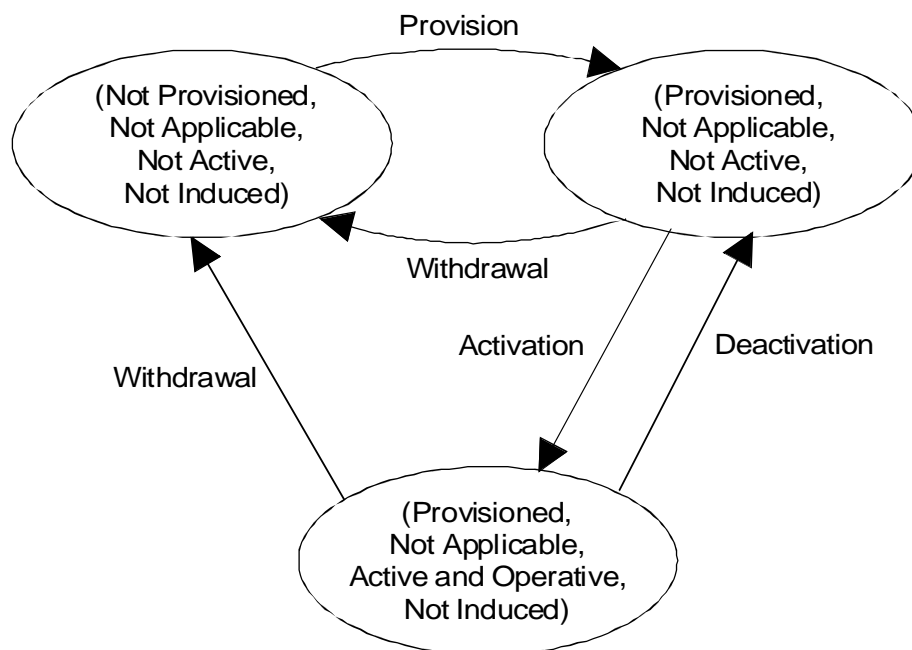 Provision
(Not Provisioned,
Not Applicable,
Not Active,
Not Induced)
(Provisioned,
Not Applicable,
Not Active,
Not Induced)
Withdrawal
Activation
Deactivation
Withdrawal
(Provisioned,
Not Applicable,
Active and Operative,
Not Induced)